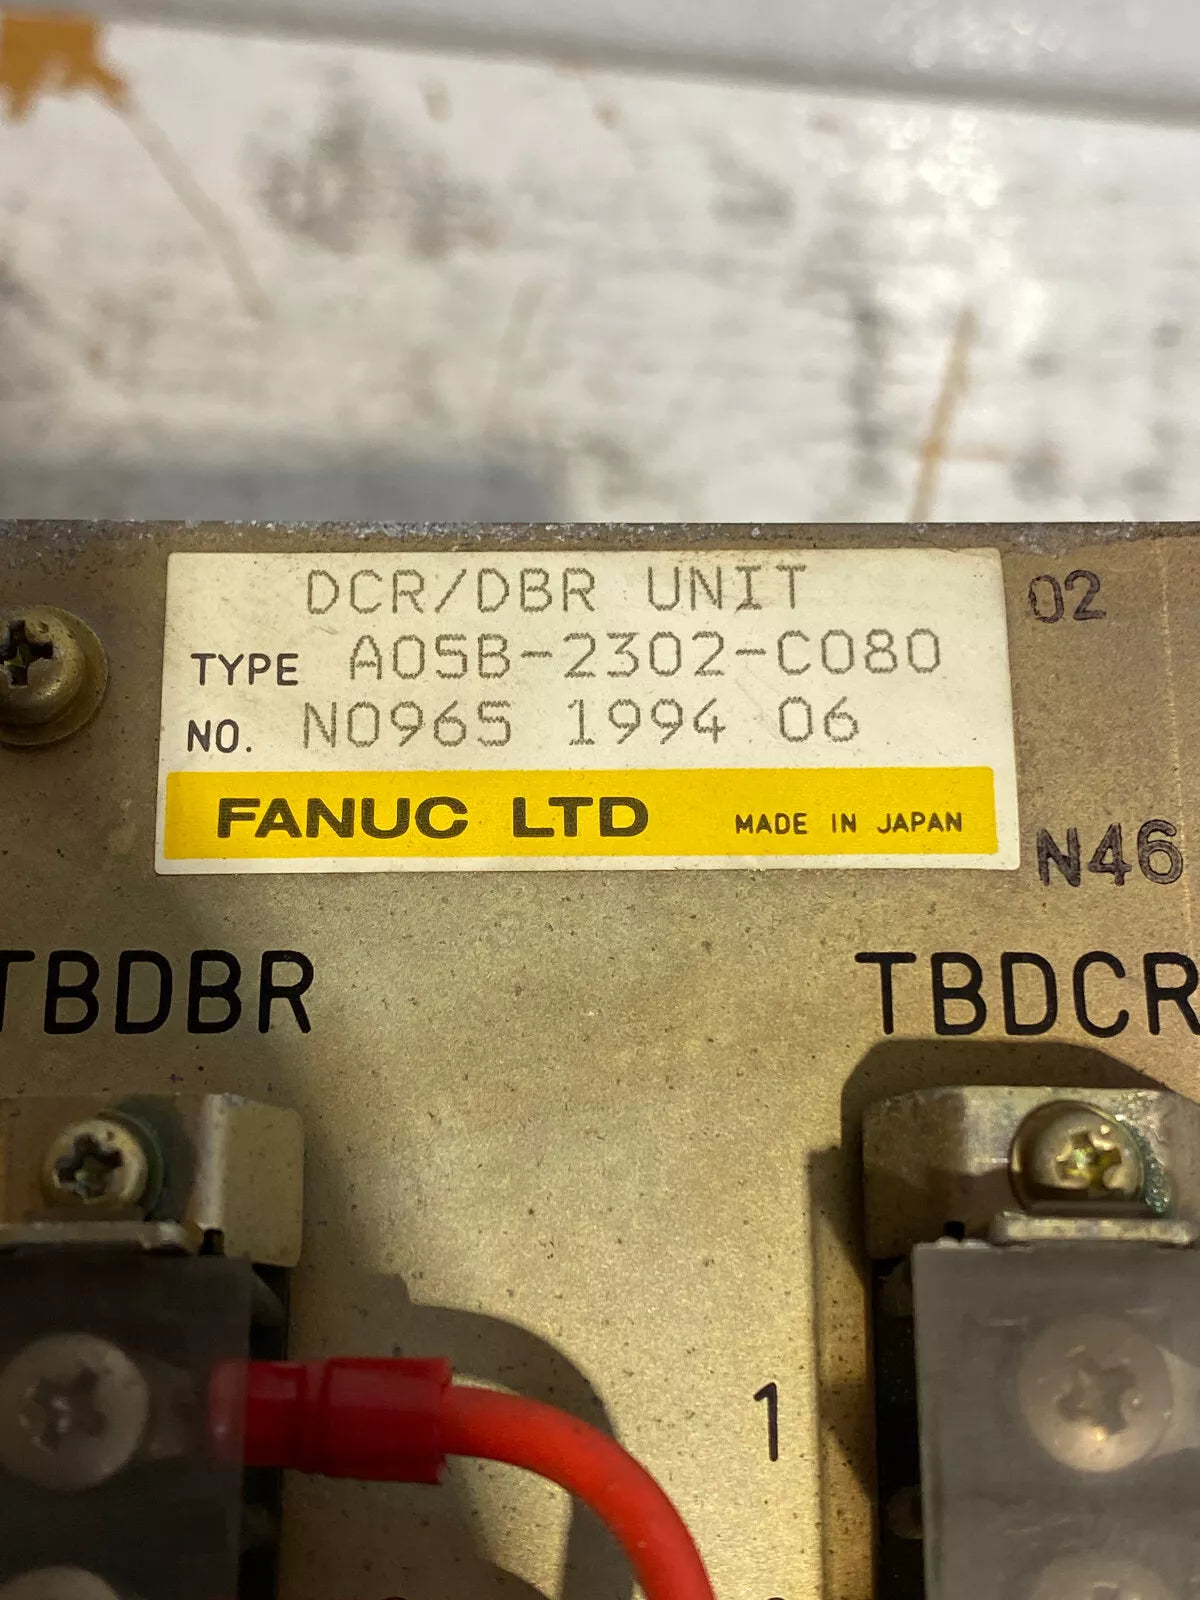 DCR/DBR UNIT
02
TYPE A05B-2302-C080
NO. N0965 1994 06
FANUC LTD MADE IN JAPAN
N46
TBDBR
TBDCR
1